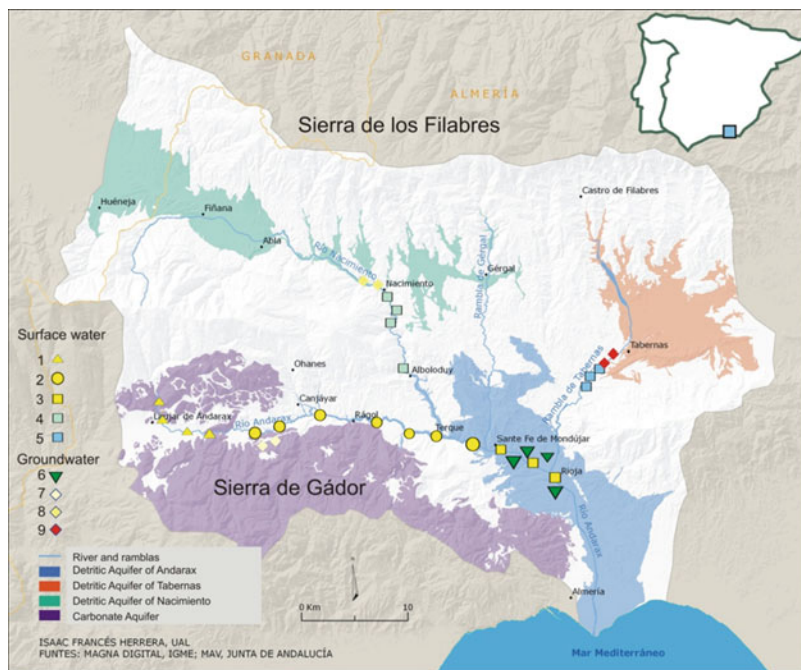 GRANADA
ALMERÍA
Sierra de los Filabres
Castro de Filabres
Huéneja
Fiñana
Abla
Río Nacimiento
Nacimiento
Rambla de Gérgal
Gérgal
Surface water
1
2
3
4
5
Tabernas
Rambla de Tabernas
Ohanes
Alboloduy
Canjáyar
Laujar de Andarax
Río Andarax
Rágol
Terque
Sante Fe de Mondújar
Rioja
Groundwater
6
7
8
9
Sierra de Gádor
Río Andarax
River and ramblas
Detritic Aquifer of Andarax
Detritic Aquifer of Tabernas
Detritic Aquifer of Nacimiento
Carbonate Aquifer
Almería
0 Km
10
ISAAC FRANCÉS HERRERA, UAL
FUNTES: MAGNA DIGITAL, IGME; MAV, JUNTA DE ANDALUCÍA
Mar Mediterráneo